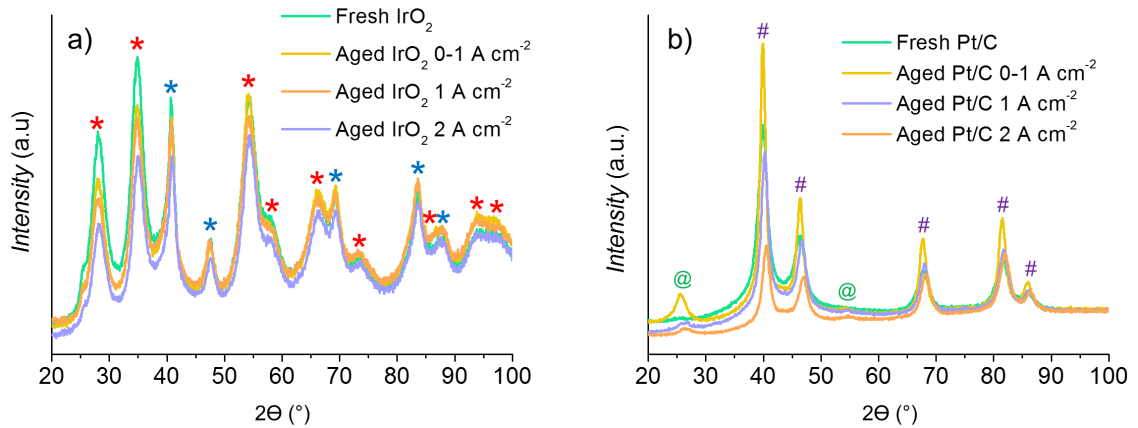 a)
Fresh IrO₂
Aged IrO₂ 0-1 A cm⁻²
Aged IrO₂ 1 A cm⁻²
Aged IrO₂ 2 A cm⁻²
*
*
*
*
*
*
*
*
*
*
*
*
*
*
Intensity (a.u)
20 30 40 50 60 70 80 90 100
2Θ (°)
b)
Fresh Pt/C
Aged Pt/C 0-1 A cm⁻²
Aged Pt/C 1 A cm⁻²
Aged Pt/C 2 A cm⁻²
@
#
#
@
#
#
#
Intensity (a.u.)
20 30 40 50 60 70 80 90 100
2Θ (°)